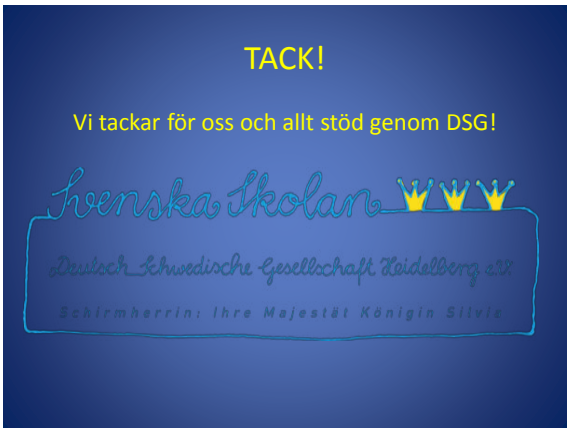 TACK!
Vi tackar för oss och allt stöd genom DSG!
Svenska Skolan
Deutsch Schwedische Gesellschaft Heidelberg e.V.
Schirmherrin: Ihre Majestät Königin Silvia